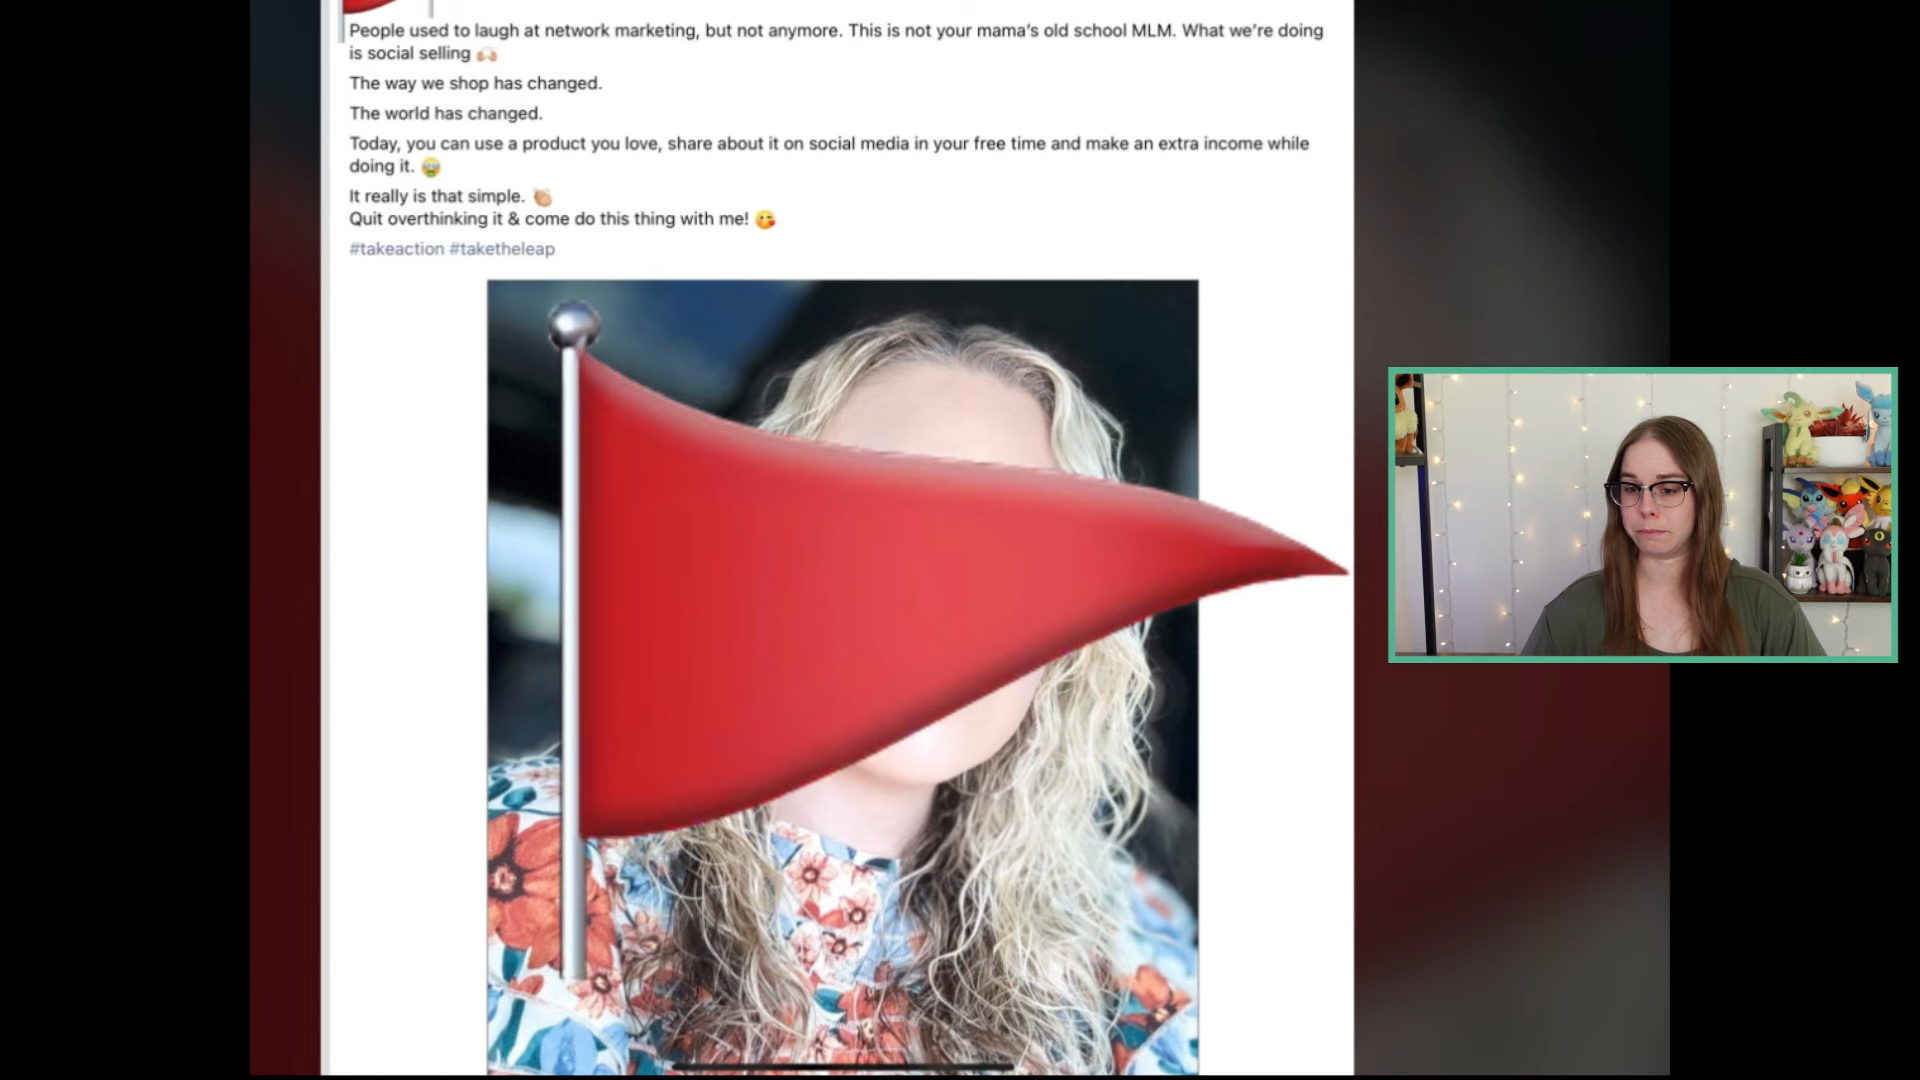 People used to laugh at network marketing, but not anymore. This is not your mama’s old school MLM. What we’re doing
is social selling 🙌🏻
The way we shop has changed.
The world has changed.
Today, you can use a product you love, share about it on social media in your free time and make an extra income while
doing it. 🤑
It really is that simple. 👏🏼
Quit overthinking it & come do this thing with me! 😋
#takeaction #taketheleap